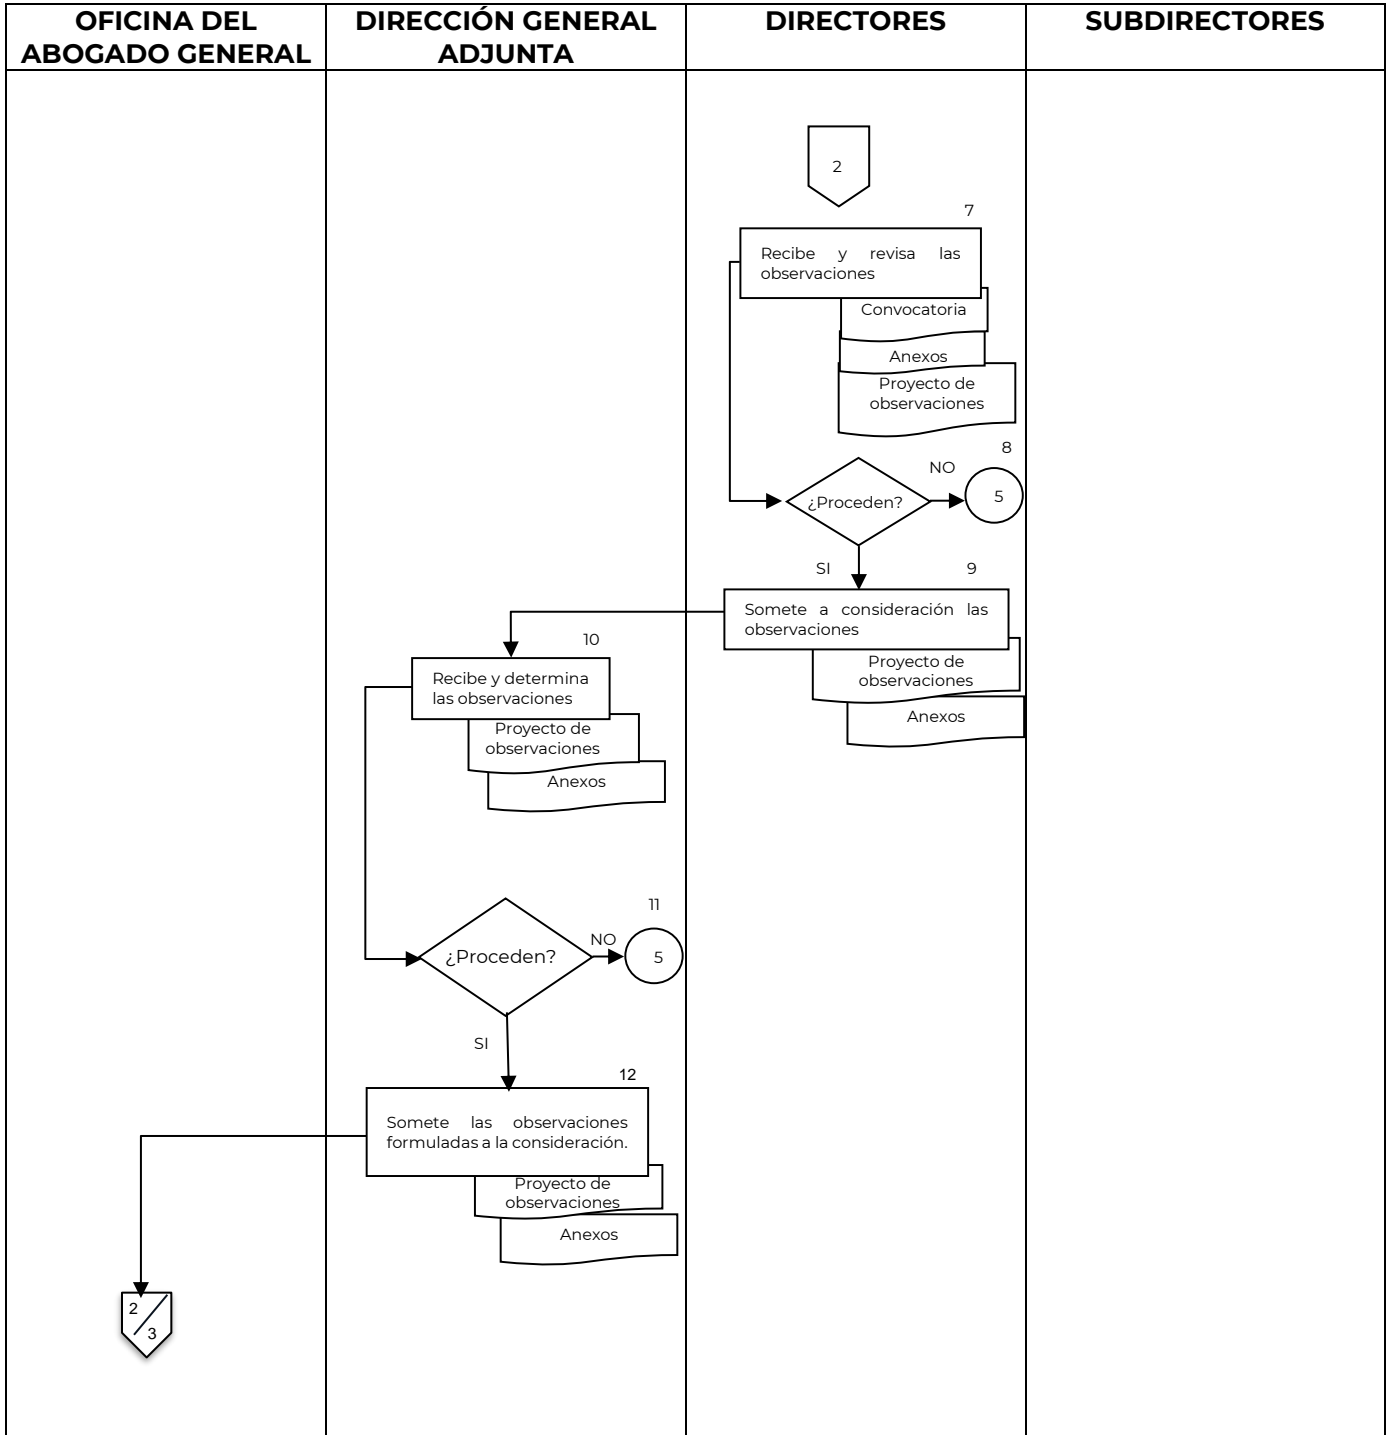 OFICINA DEL
ABOGADO GENERAL
DIRECCIÓN GENERAL
ADJUNTA
DIRECTORES
SUBDIRECTORES
2
7
Recibe y revisa las
observaciones
Convocatoria
Anexos
Proyecto de
observaciones
8
NO
¿Proceden?
5
SI
9
Somete a consideración las
observaciones
Proyecto de
observaciones
Anexos
10
Recibe y determina
las observaciones
Proyecto de
observaciones
Anexos
11
NO
¿Proceden?
5
SI
12
Somete las observaciones
formuladas a la consideración.
Proyecto de
observaciones
Anexos
2
3